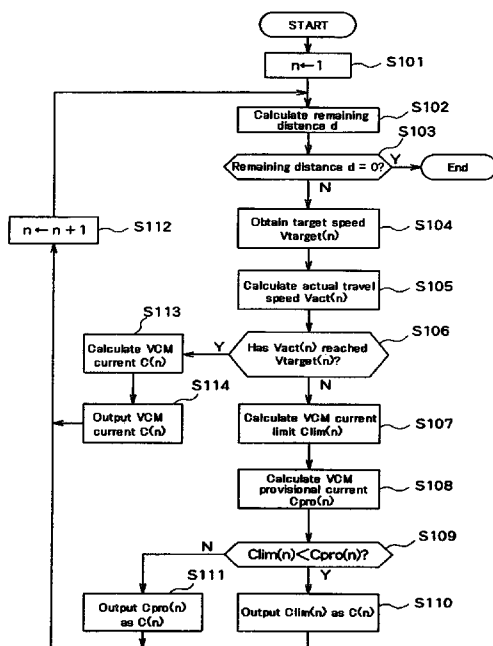 START
n←1
S101
Calculate remaining
distance d
S102
S103
Remaining distance d = 0?
Y
End
N
Obtain target speed
Vtarget(n)
S104
n ← n + 1
S112
Calculate actual travel
speed Vact(n)
S105
S113
S106
Calculate VCM
current C(n)
Y
Has Vact(n) reached
Vtarget(n)?
S114
N
Output VCM
current C(n)
Calculate VCM current
limit Clim(n)
S107
Calculate VCM
provisional current
Cpro(n)
S108
S109
N
Clim(n)<Cpro(n)?
S111
Y
Output Cpro(n)
as C(n)
Output Clim(n) as C(n)
S110